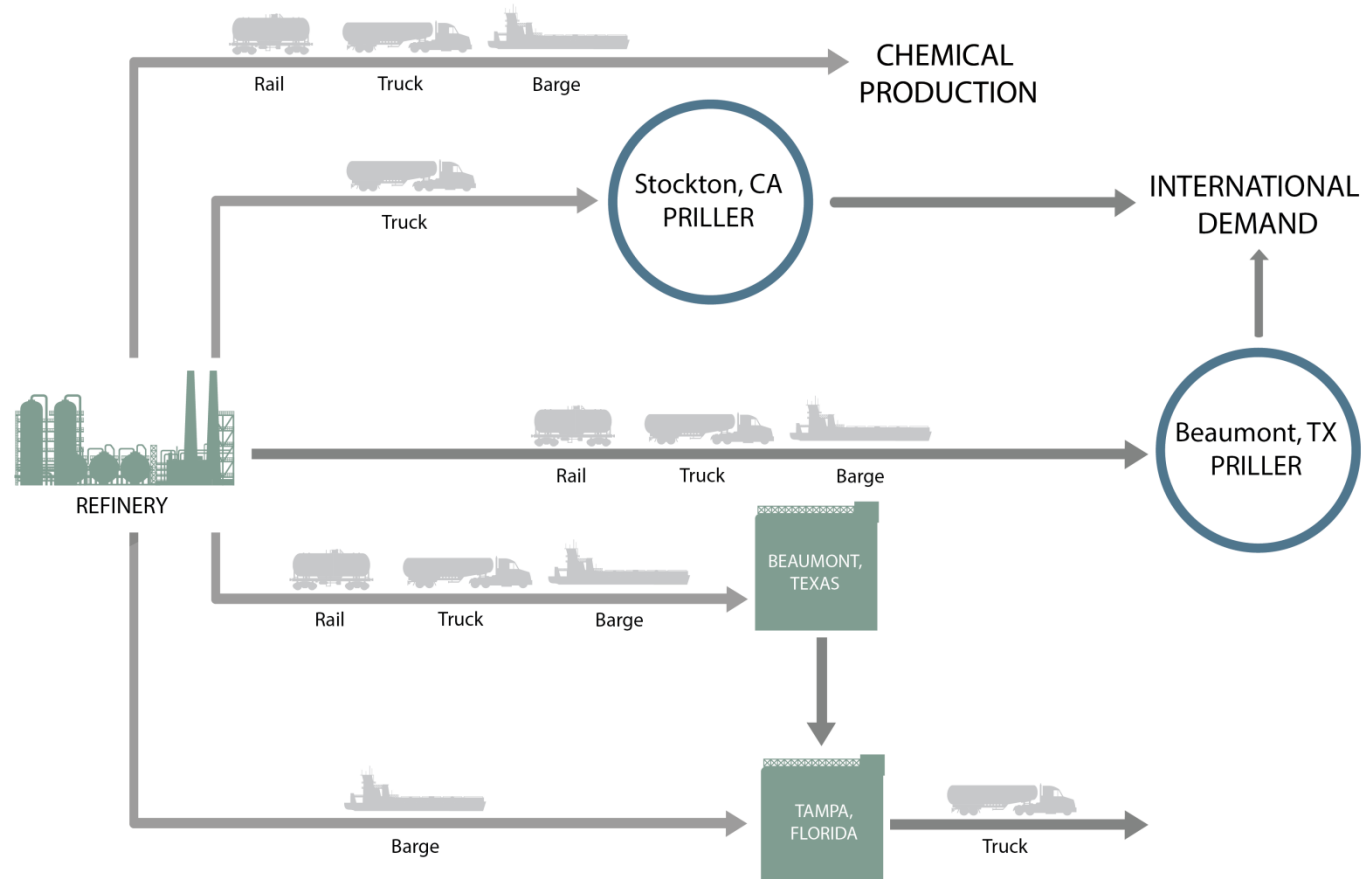 Rail
Truck
Barge
CHEMICAL
PRODUCTION
Truck
Stockton, CA
PRILLER
INTERNATIONAL
DEMAND
REFINERY
Rail
Truck
Barge
Beaumont, TX
PRILLER
Rail
Truck
Barge
BEAUMONT,
TEXAS
Barge
TAMPA,
FLORIDA
Truck